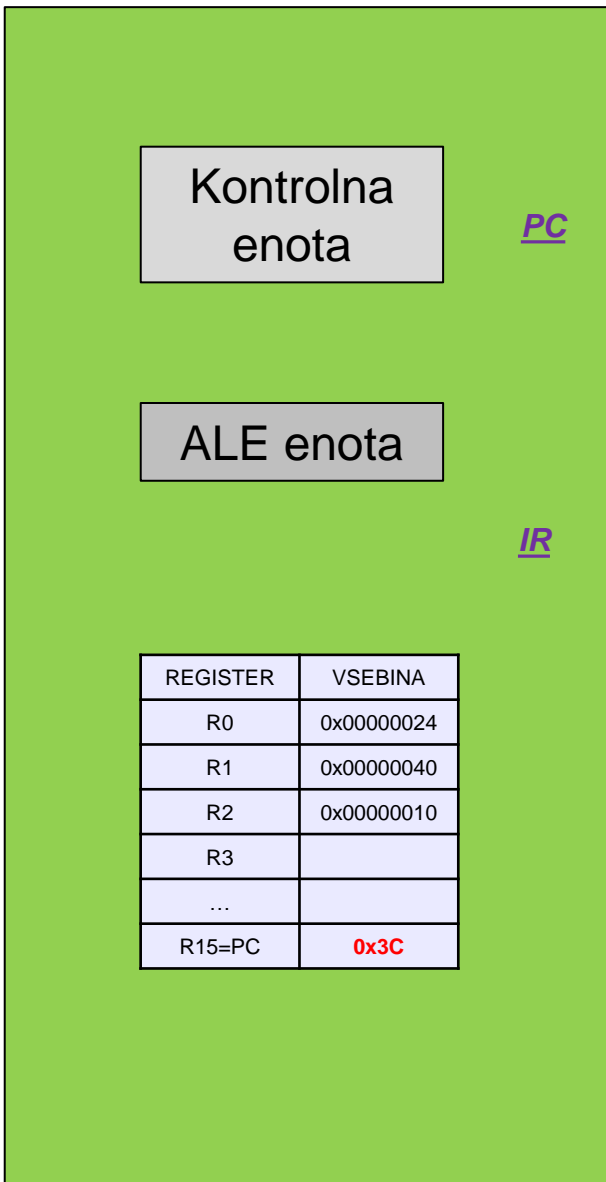 Kontrolna
enota
PC
ALE enota
IR
REGISTER VSEBINA
R0 0x00000024
R1 0x00000040
R2 0x00000010
R3
…
R15=PC 0x3C